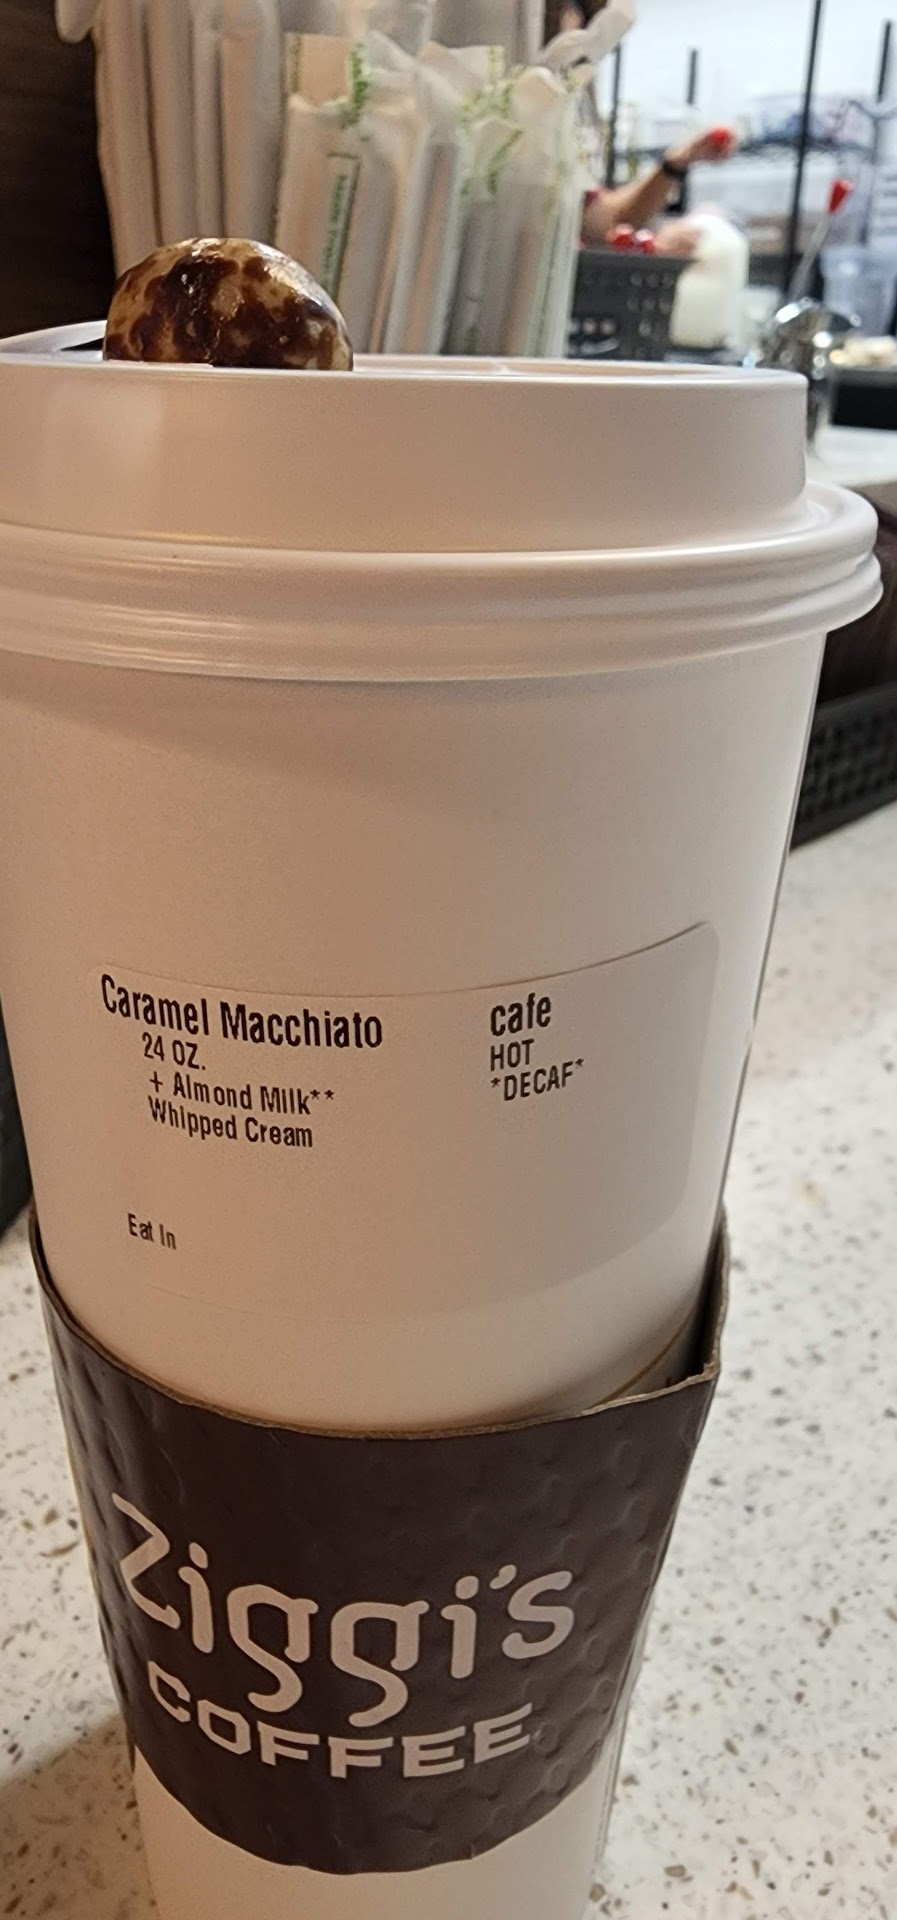 Caramel Macchiato
24 OZ.
+ Almond Milk**
Whipped Cream
Eat In
cafe
HOT
*DECAF*
Ziggi's
COFFEE